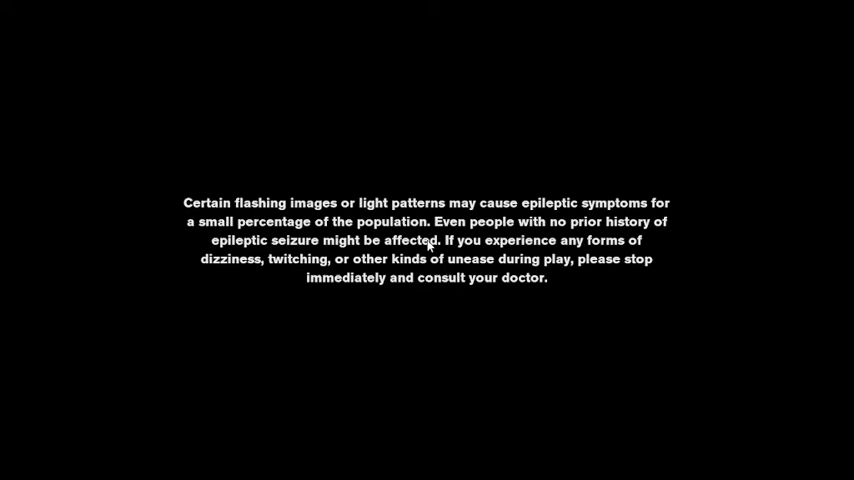 Certain flashing images or light patterns may cause epileptic symptoms for
a small percentage of the population. Even people with no prior history of
epileptic seizure might be affected. If you experience any forms of
dizziness, twitching, or other kinds of unease during play, please stop
immediately and consult your doctor.